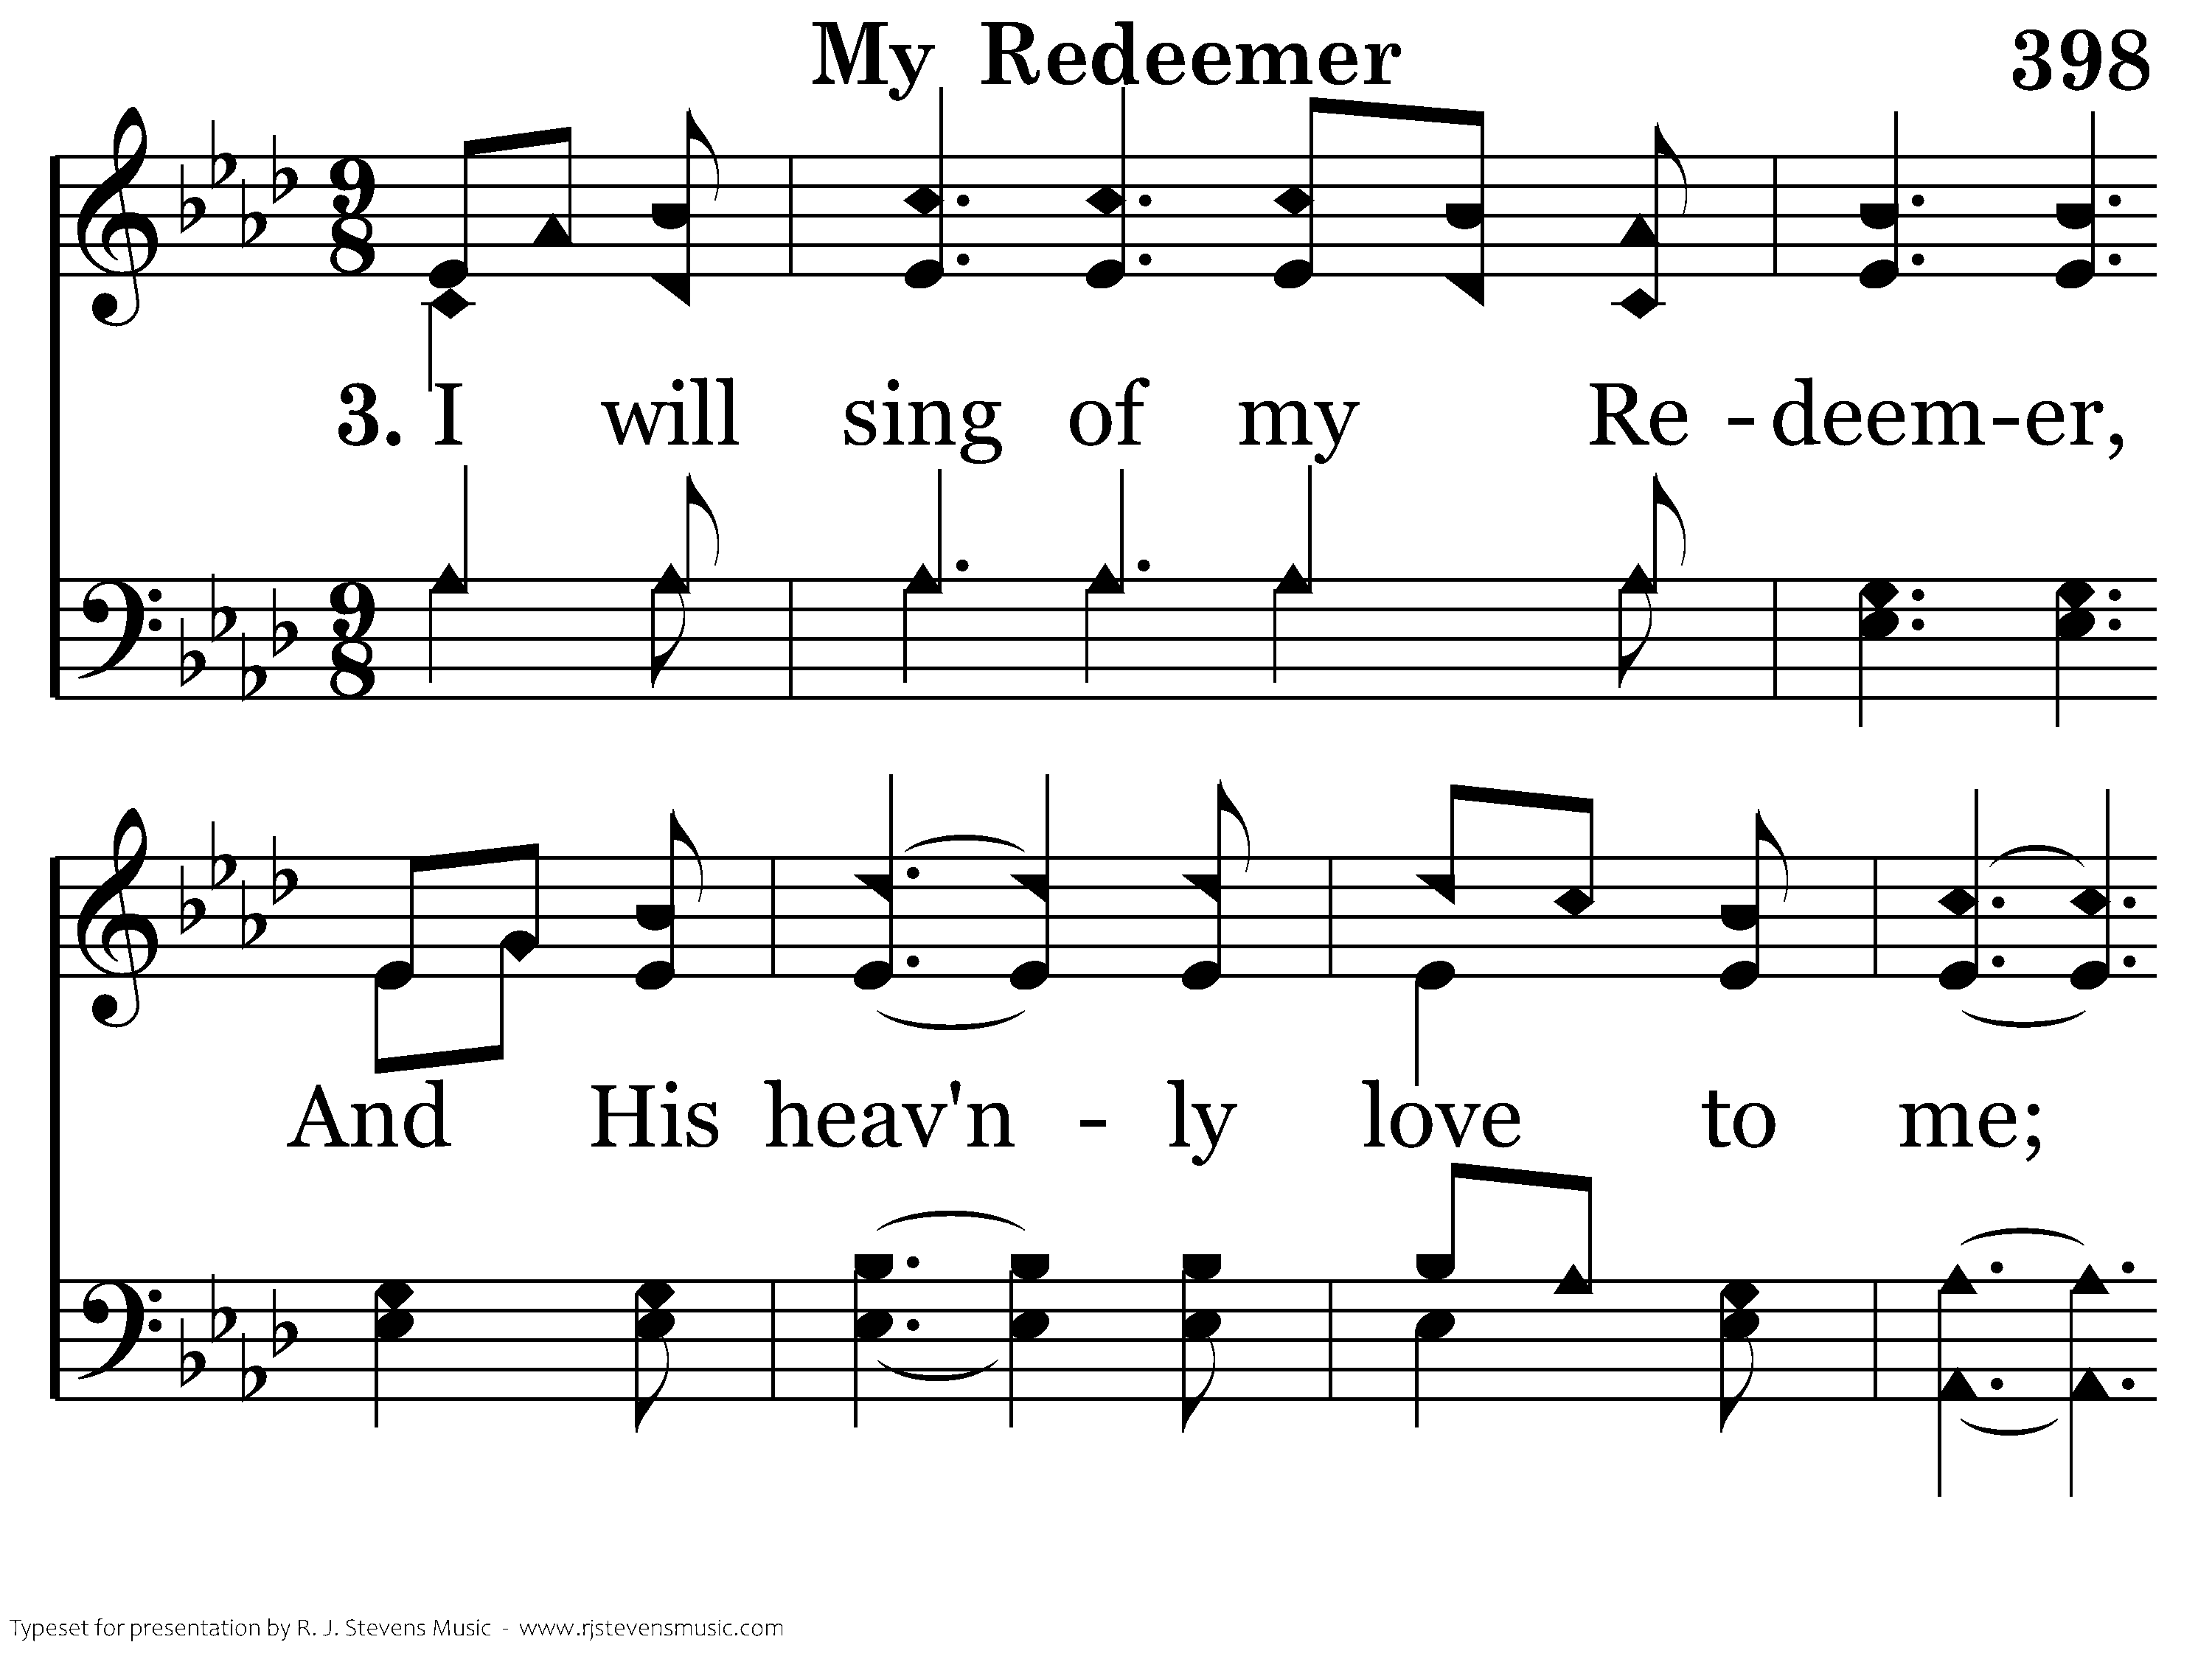 My Redeemer 398
3. I will sing of my Re - deem-er,
And His heav'n - ly love to me;
Typeset for presentation by R. J. Stevens Music - www.rjstevensmusic.com